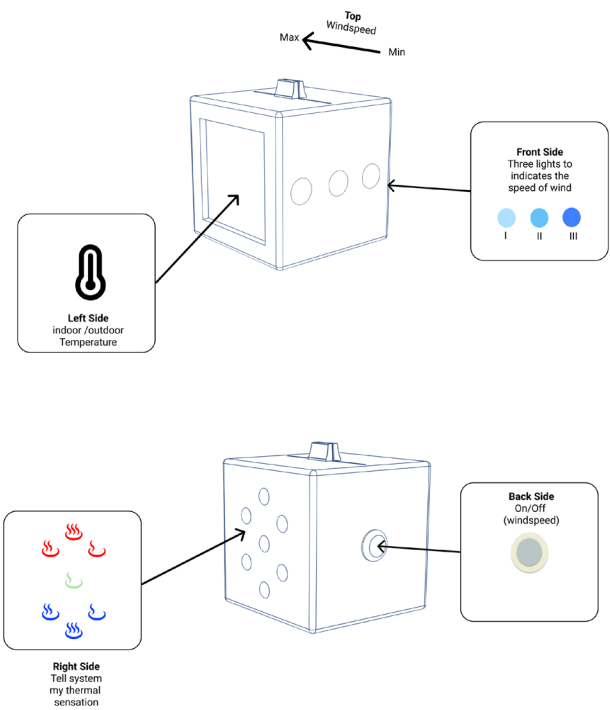 Top
Windspeed
Max
Min
Front Side
Three lights to
indicates the
speed of wind
I
II
III
Left Side
indoor /outdoor
Temperature
Back Side
On/Off
(windspeed)
Right Side
Tell system
my thermal
sensation